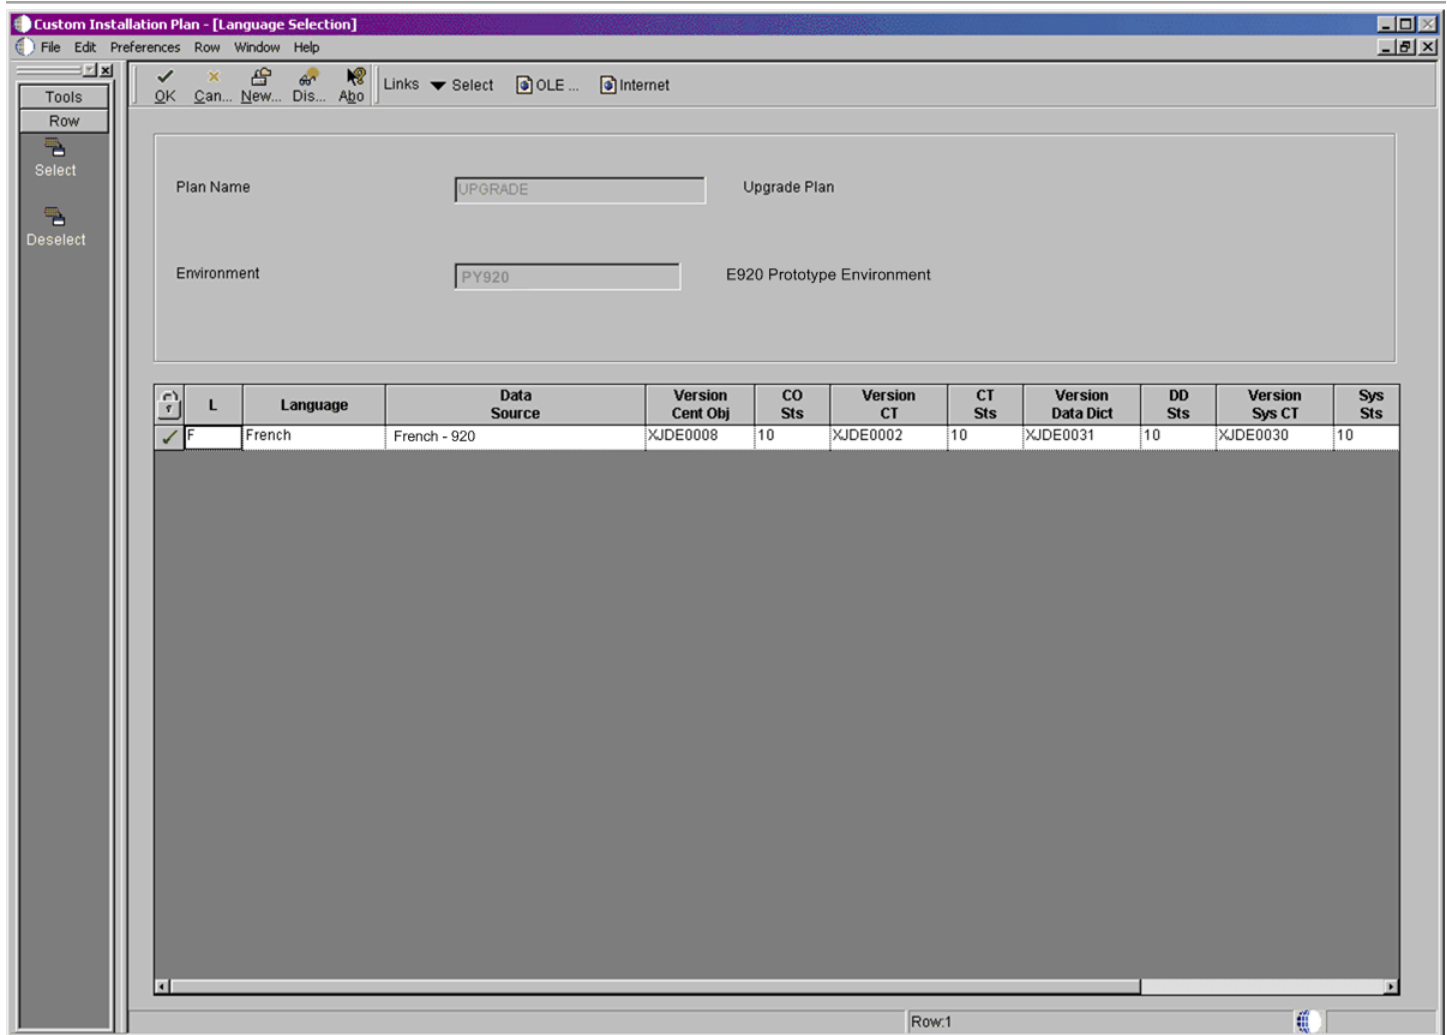 Custom Installation Plan - [Language Selection]
File Edit Preferences Row Window Help
Tools
Row
Select
Deselect
OK Can... New... Dis... Abo Links Select OLE ... Internet
Plan Name UPGRADE Upgrade Plan
Environment PY920 E920 Prototype Environment
L Language Data Source Version Cent Obj CO Sts Version CT CT Sts Version Data Dict DD Sts Version Sys CT Sys Sts
F French French - 920 XJDE0008 10 XJDE0002 10 XJDE0031 10 XJDE0030 10
Row:1